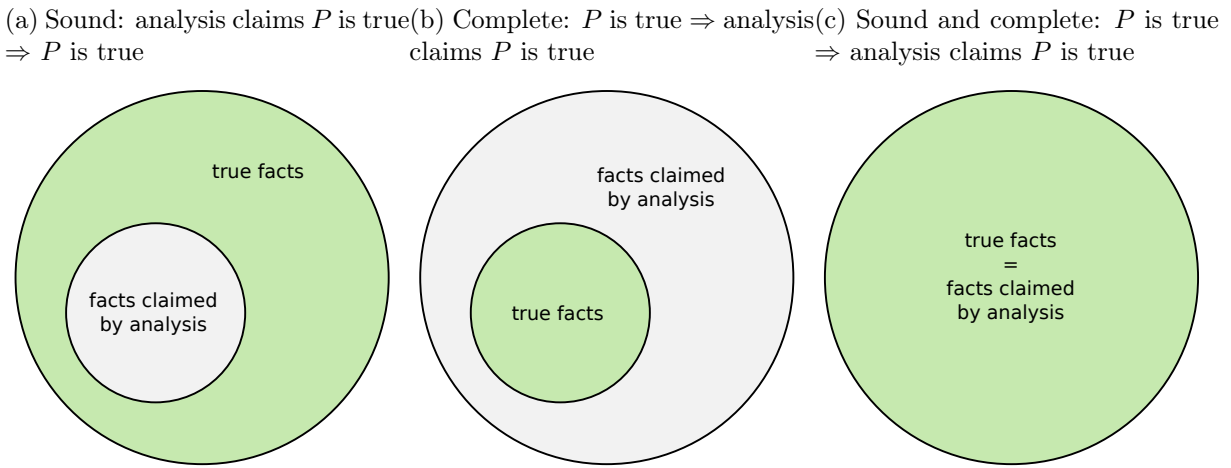 (a) Sound: analysis claims P is true
⇒ P is true
(b) Complete: P is true ⇒ analysis
claims P is true
(c) Sound and complete: P is true
⇒ analysis claims P is true
true facts
facts claimed
by analysis
facts claimed
by analysis
true facts
true facts
=
facts claimed
by analysis